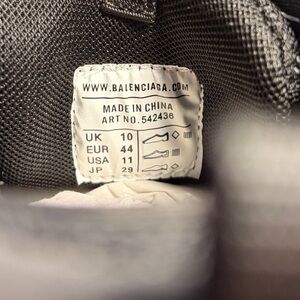 WWW.BALENCIAGA.COM
MADE IN CHINA
ART NO. 542436
UK 10
EUR 44
USA 11
JP 29